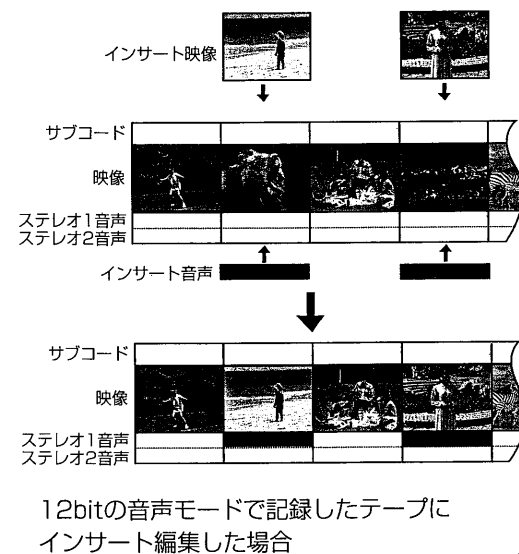 インサート映像
サブコード
映像
ステレオ1音声
ステレオ2音声
インサート音声
サブコード
映像
ステレオ1音声
ステレオ2音声
12bitの音声モードで記録したテープに
インサート編集した場合